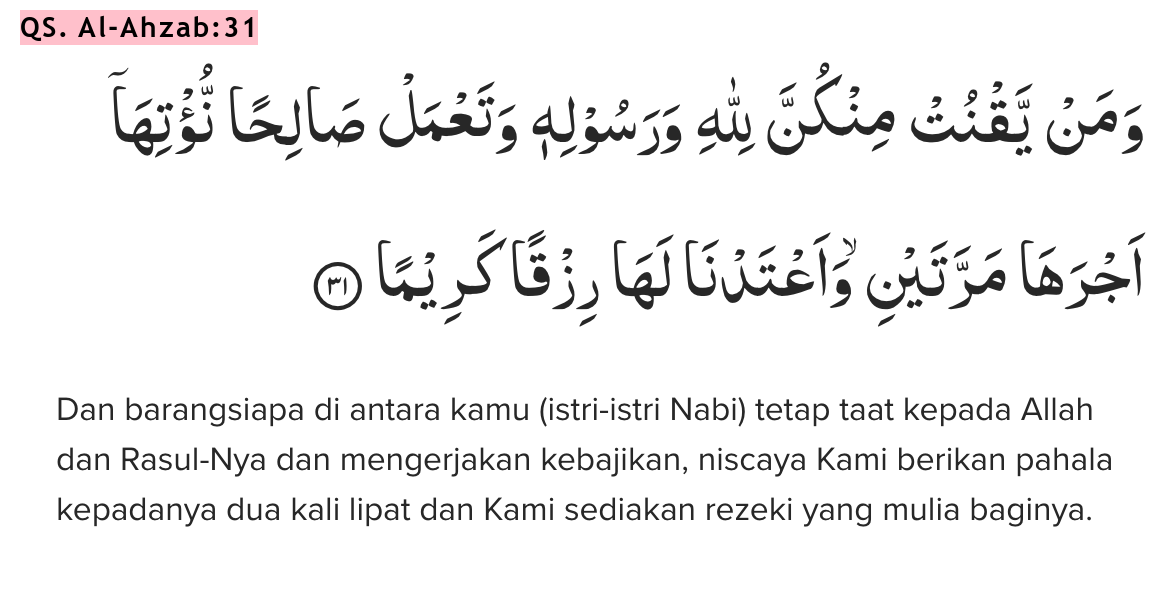 QS. Al-Ahzab:31
وَمَنْ يَّقْنُتْ مِنْكُنَّ لِلّٰهِ وَرَسُوْلِهٖ وَتَعْمَلْ صَالِحًا نُّؤْتِهَآ
اَجْرَهَا مَرَّتَيْنِۙ وَاَعْتَدْنَا لَهَا رِزْقًا كَرِيْمًا ٣١
Dan barangsiapa di antara kamu (istri-istri Nabi) tetap taat kepada Allah
dan Rasul-Nya dan mengerjakan kebajikan, niscaya Kami berikan pahala
kepadanya dua kali lipat dan Kami sediakan rezeki yang mulia baginya.